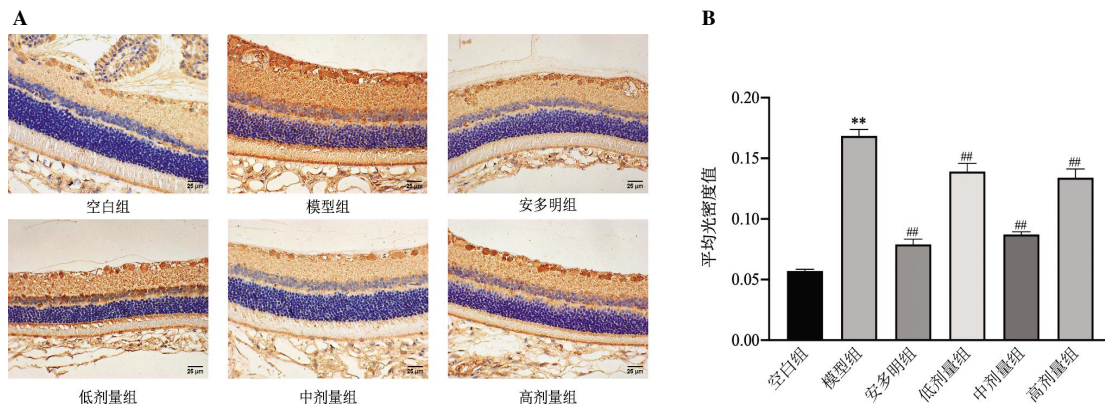 A
25 μm
25 μm
25 μm
空白组
模型组
安多明组
25 μm
25 μm
25 μm
低剂量组
中剂量组
高剂量组
B
平均光密度值
0.20
0.15
0.10
0.05
0.00
**
##
##
##
##
空白组
模型组
安多明组
低剂量组
中剂量组
高剂量组